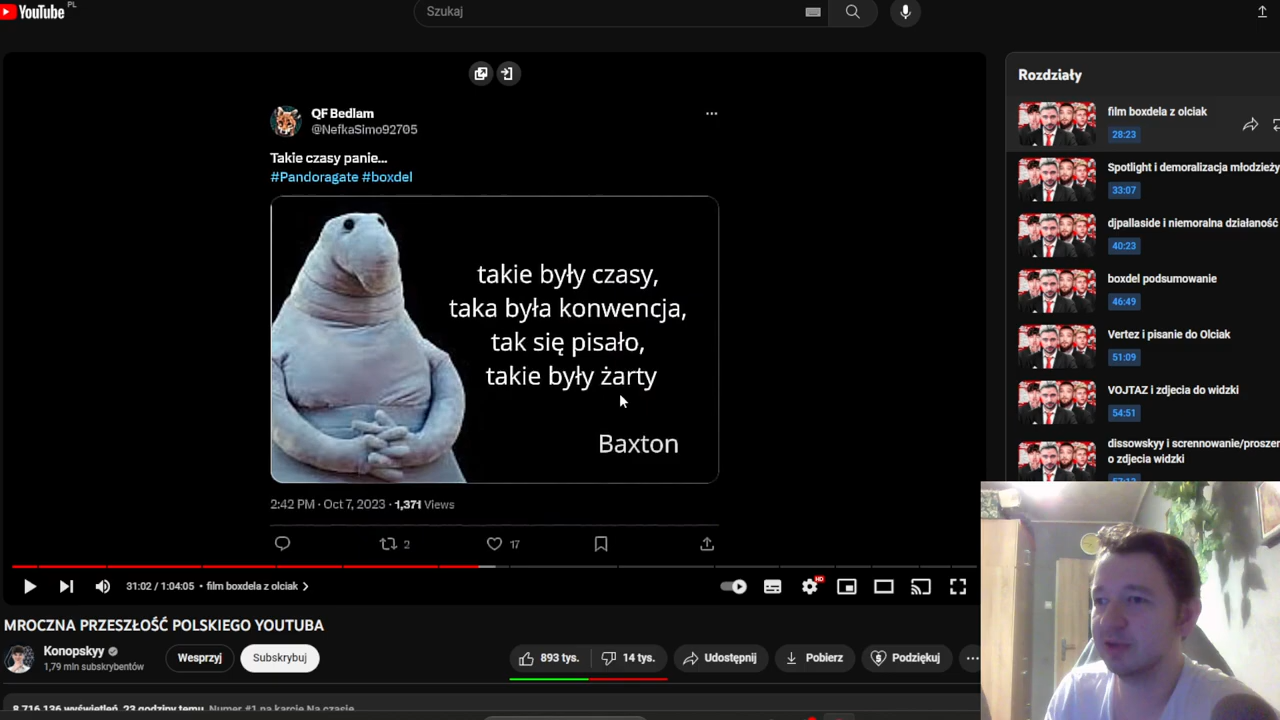 YouTube PL
Szukaj
QF Bedlam
@NefkaSimo92705
Takie czasy panie...
#Pandoragate #boxdel
takie były czasy,
taka była konwencja,
tak się pisało,
takie były żarty
Baxton
2:42 PM · Oct 7, 2023 · 1,371 Views
2
17
31:02 / 1:04:05 • film boxdela z olciak
HD
MROCZNA PRZESZŁOŚĆ POLSKIEGO YOUTUBA
Konopskyy
1,79 mln subskrybentów
Wesprzyj
Subskrybuj
893 tys.
14 tys.
Udostępnij
Pobierz
Podziękuj
8 716 136 wyświetleń 23 godziny temu Numer #1 na karcie Na czasie
Rozdziały
film boxdela z olciak
28:23
Spotlight i demoralizacja młodzieży
33:07
djpallaside i niemoralna działaność
40:23
boxdel podsumowanie
46:49
Vertez i pisanie do Olciak
51:09
VOJTAZ i zdjecia do widzki
54:51
dissowskyy i scrennowanie/proszen
o zdjęcia widzki